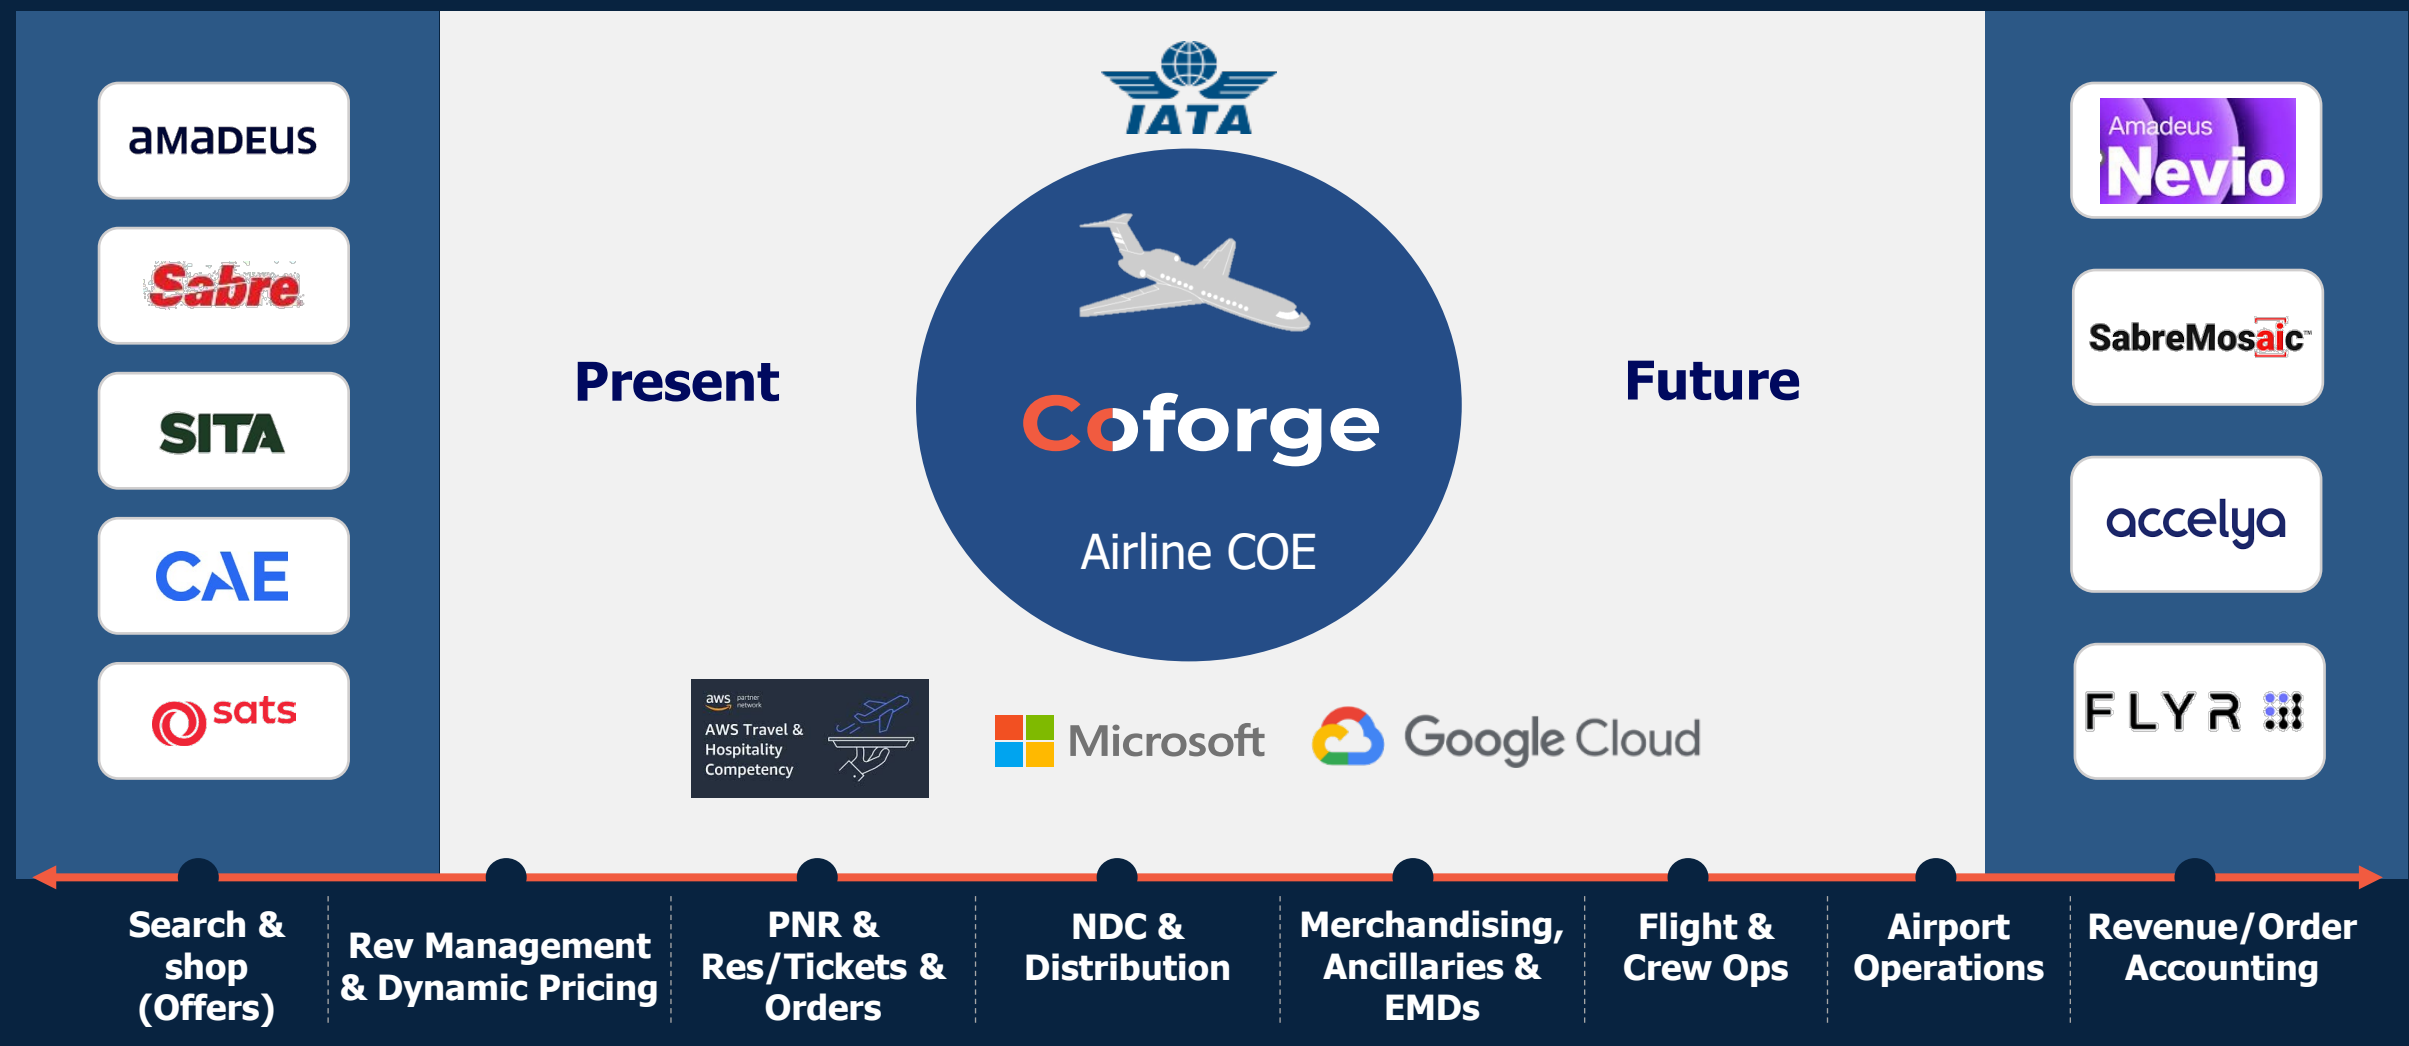 amadeus
Sabre
SITA
CAE
sats
Present
IATA
Coforge
Airline COE
Future
aws partner network
AWS Travel &
Hospitality
Competency
Microsoft
Google Cloud
Amadeus
Nevio
SabreMosaic™
accelya
FLYR
Search &
shop
(Offers)
Rev Management
& Dynamic Pricing
PNR &
Res/Tickets &
Orders
NDC &
Distribution
Merchandising,
Ancillaries &
EMDs
Flight &
Crew Ops
Airport
Operations
Revenue/Order
Accounting